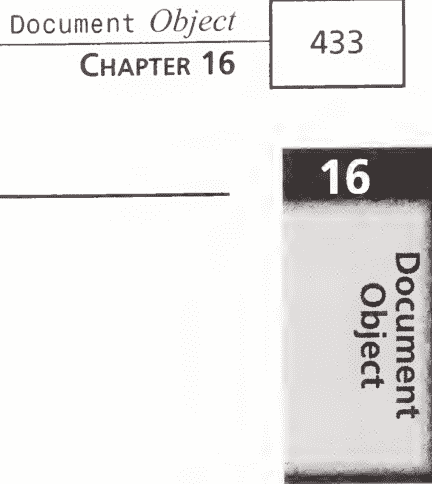 Document Object
CHAPTER 16
433
16
Document
Object